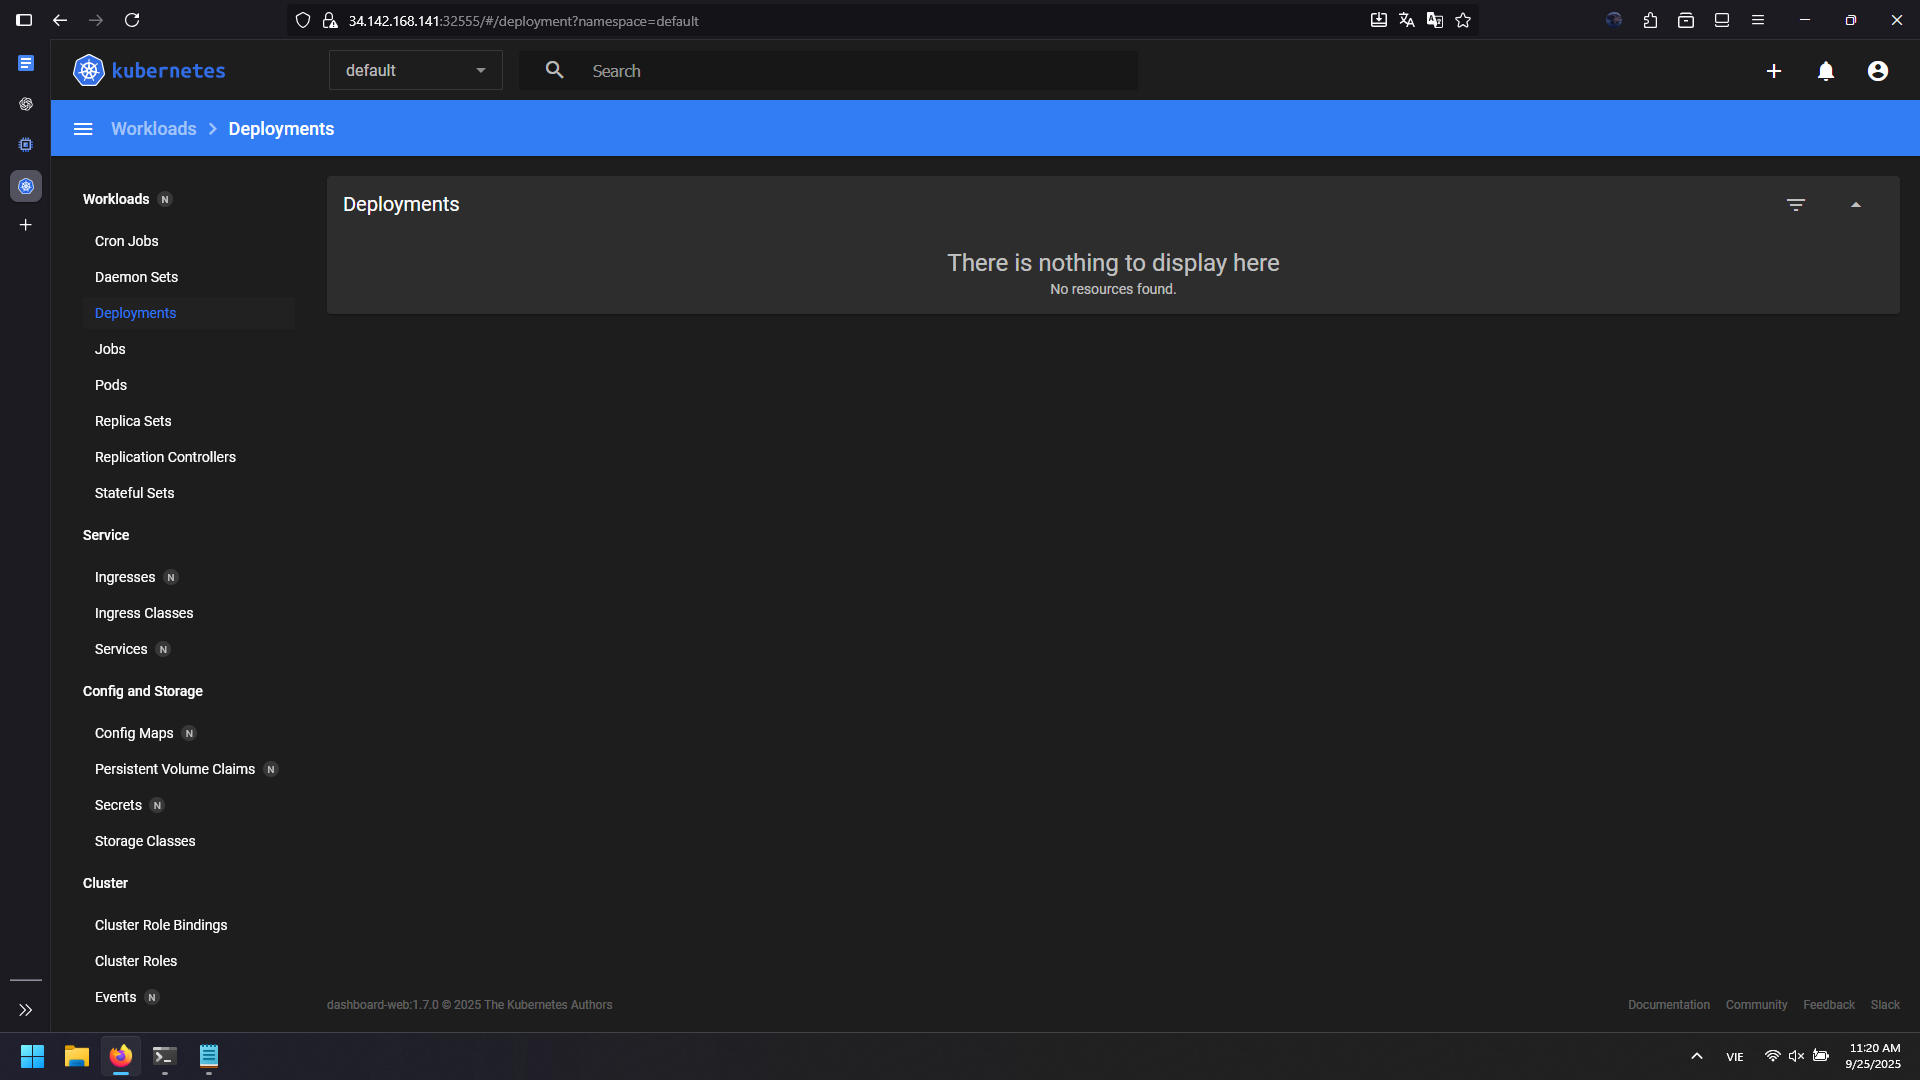 34.142.168.141:32555/#/deployment?namespace=default
kubernetes
default
Search
Workloads
Deployments
Workloads N
Cron Jobs
Daemon Sets
Deployments
Jobs
Pods
Replica Sets
Replication Controllers
Stateful Sets
Service
Ingresses N
Ingress Classes
Services N
Config and Storage
Config Maps N
Persistent Volume Claims N
Secrets N
Storage Classes
Cluster
Cluster Role Bindings
Cluster Roles
Events N
Deployments
There is nothing to display here
No resources found.
dashboard-web:1.7.0 © 2025 The Kubernetes Authors
Documentation Community Feedback Slack
VIE
11:20 AM
9/25/2025